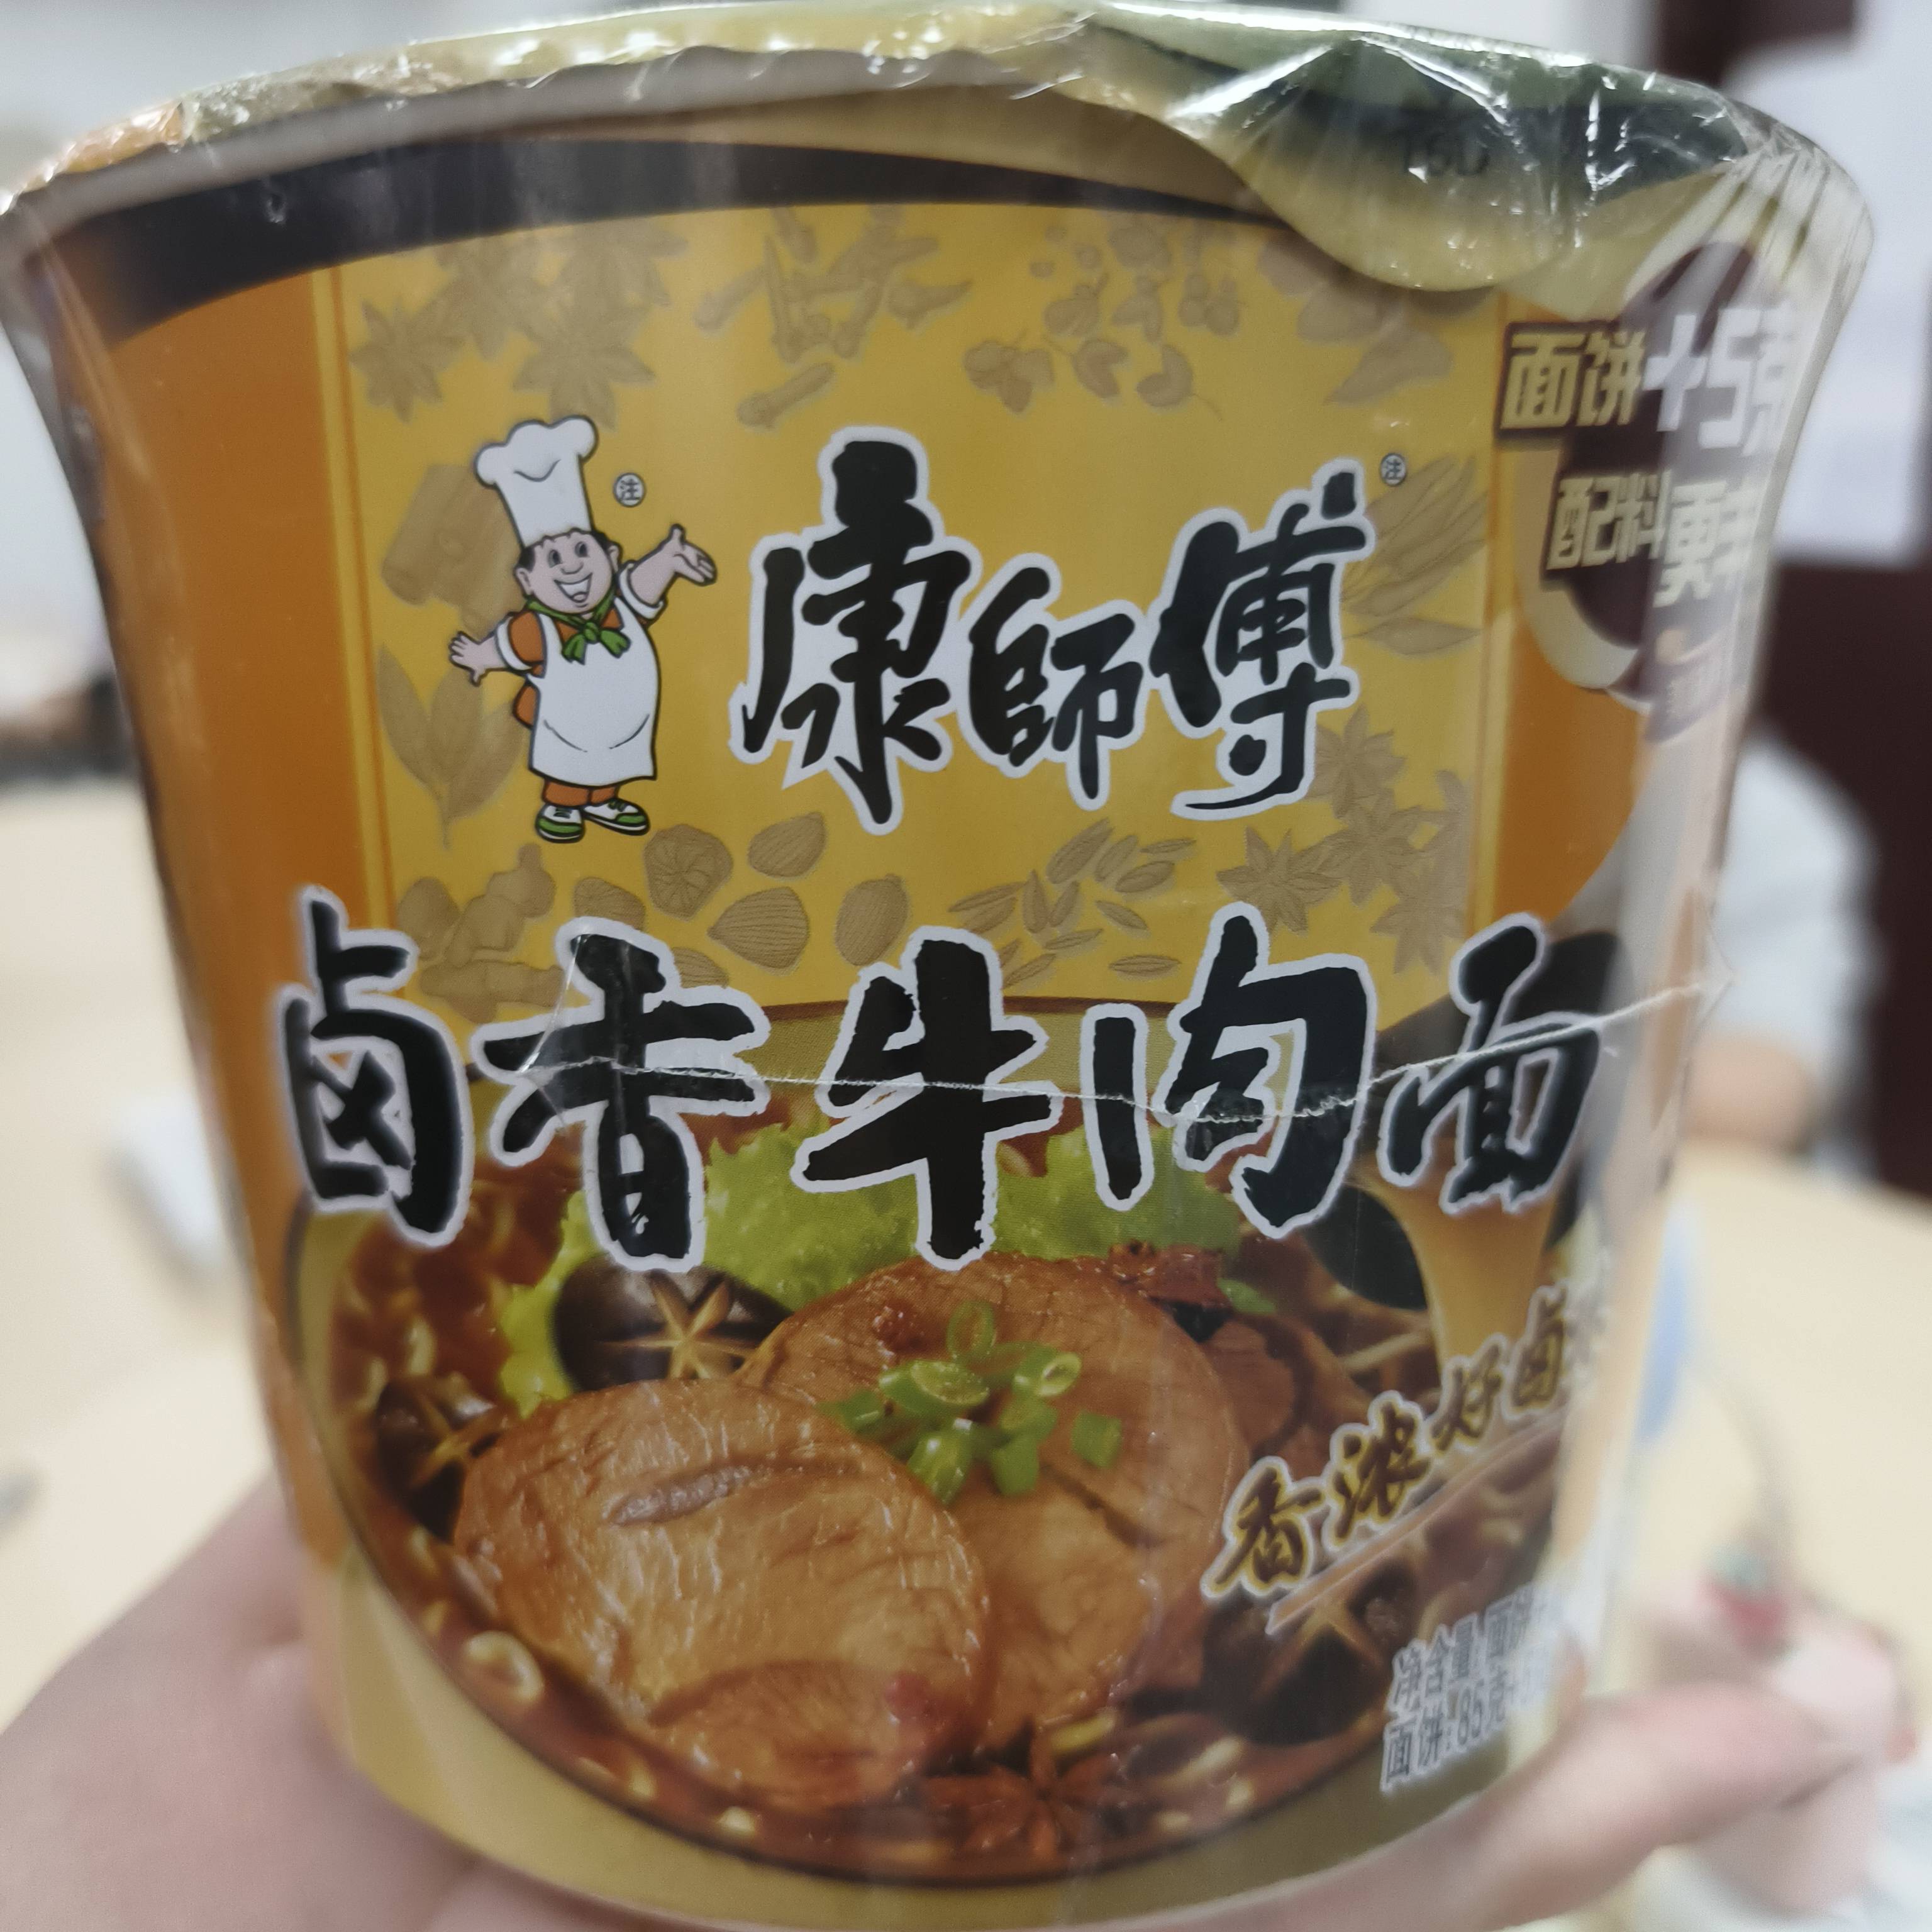 康師傅
面饼+5克
配料更
卤香牛肉面
香浓好卤
净含量:面饼
面饼:85克